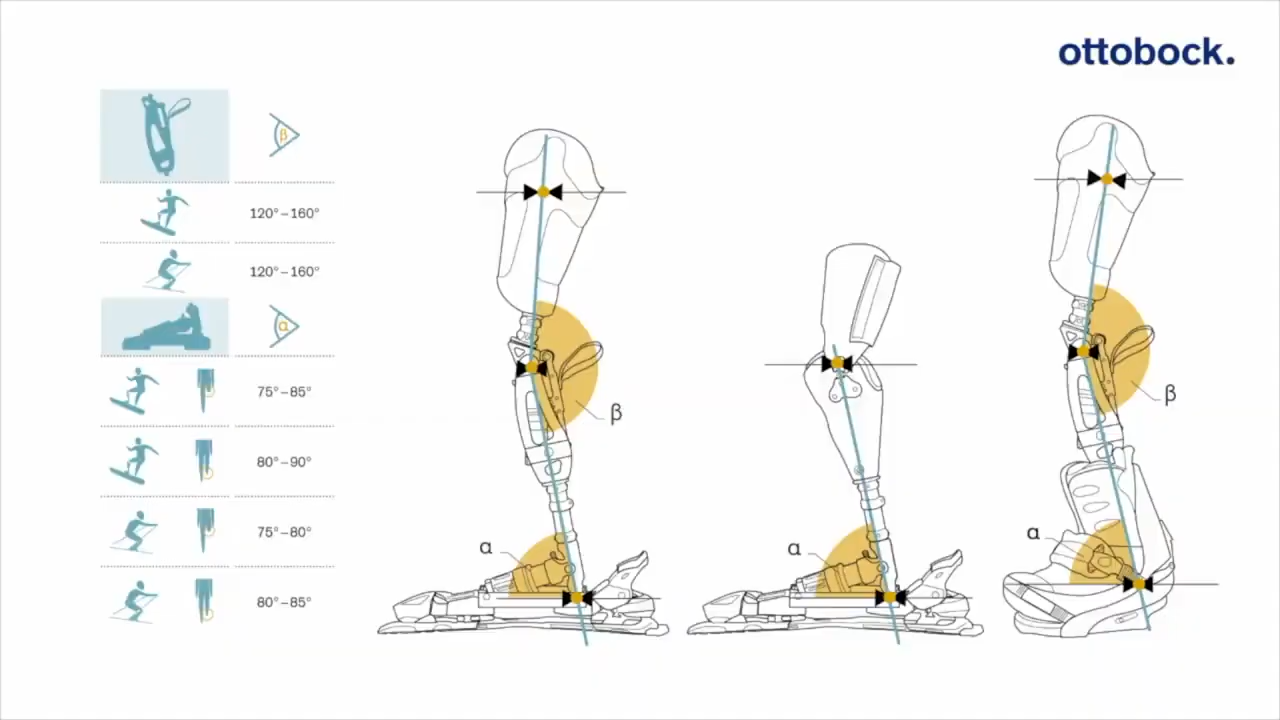 ottobock.
β
120° – 160°
120° – 160°
α
75° – 85°
80° – 90°
75° – 80°
80° – 85°
β
α
α
β
α